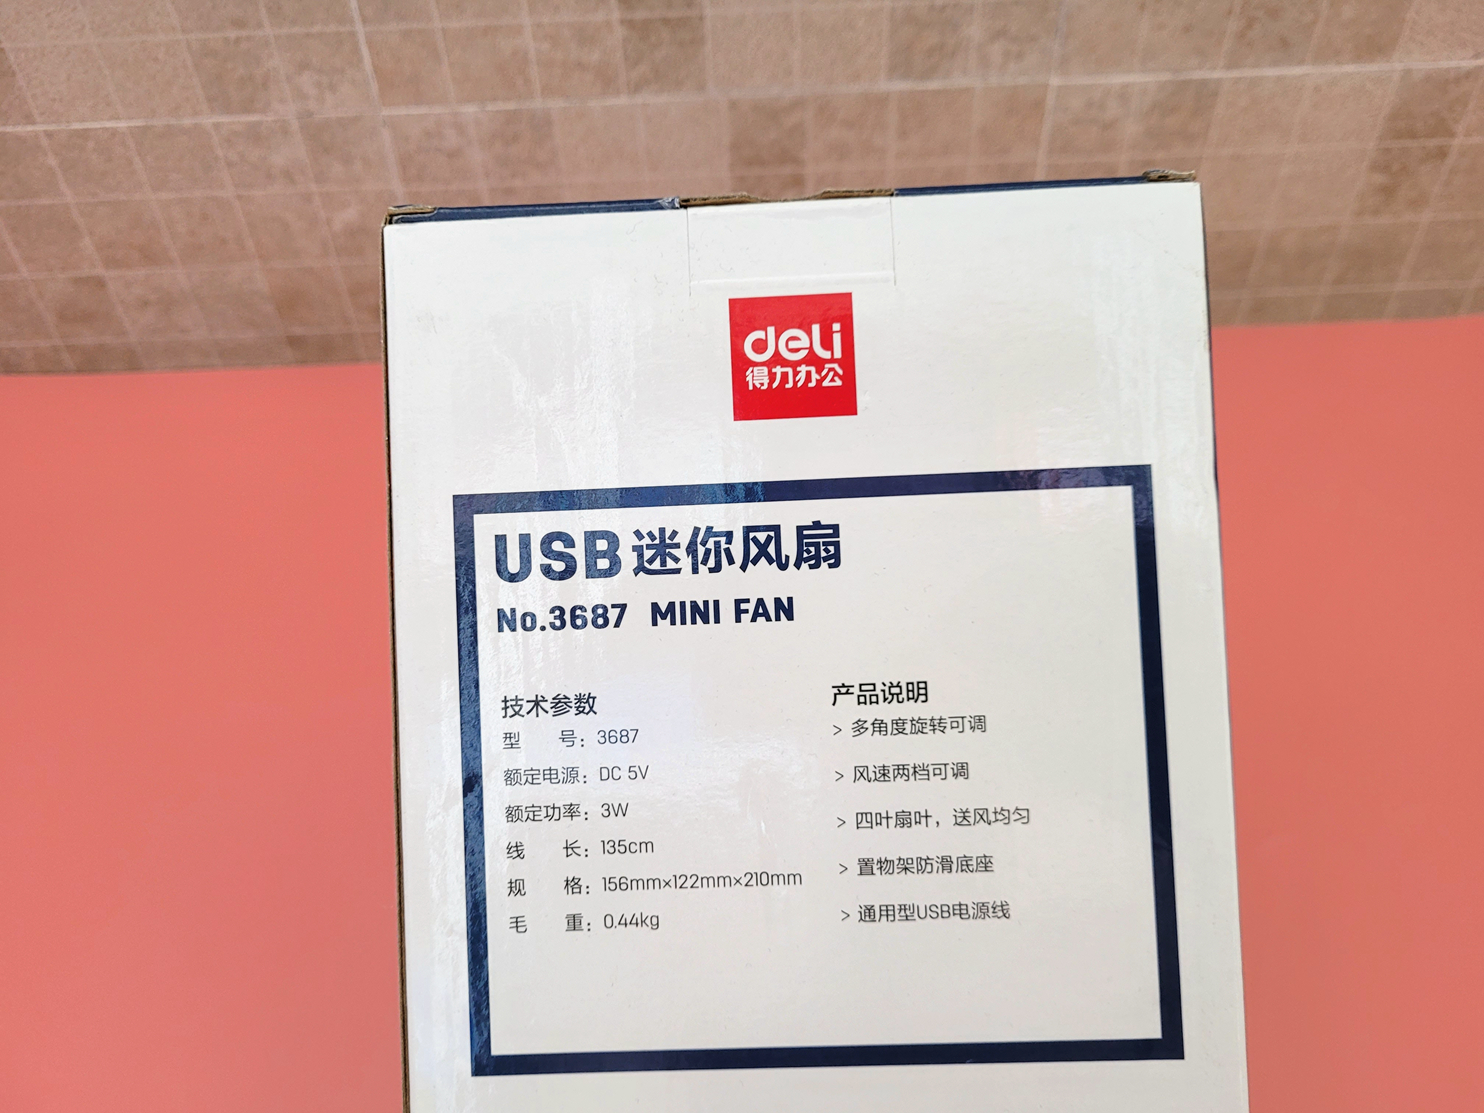 deli
得力办公
USB迷你风扇
No.3687 MINI FAN
技术参数
型 号：3687
额定电源：DC 5V
额定功率：3W
线 长：135cm
规 格：156mm×122mm×210mm
毛 重：0.44kg
产品说明
> 多角度旋转可调
> 风速两档可调
> 四叶扇叶，送风均匀
> 置物架防滑底座
> 通用型USB电源线